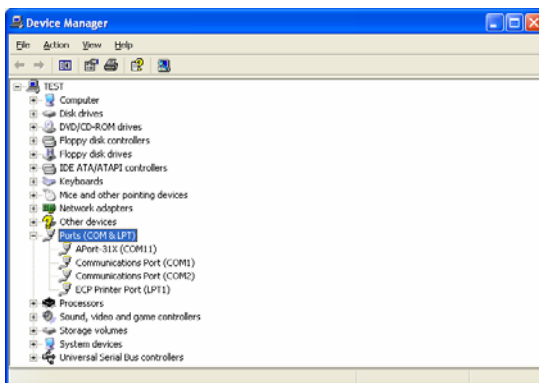 Device Manager
File Action View Help
TEST
Computer
Disk drives
DVD/CD-ROM drives
Floppy disk controllers
Floppy disk drives
IDE ATA/ATAPI controllers
Keyboards
Mice and other pointing devices
Network adapters
Other devices
Ports (COM & LPT)
APort-31X (COM11)
Communications Port (COM1)
Communications Port (COM2)
ECP Printer Port (LPT1)
Processors
Sound, video and game controllers
Storage volumes
System devices
Universal Serial Bus controllers